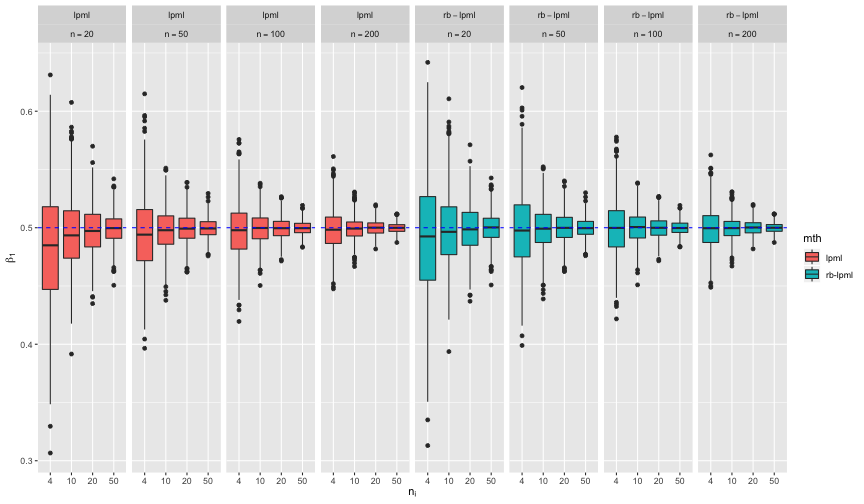 lpml lpml lpml lpml rb−lpml rb−lpml rb−lpml rb−lpml
n = 20 n = 50 n = 100 n = 200 n = 20 n = 50 n = 100 n = 200
0.6
0.5
0.4
0.3
β1
4 10 20 50 4 10 20 50 4 10 20 50 4 10 20 50 4 10 20 50 4 10 20 50 4 10 20 50 4 10 20 50
ni
mth
lpml
rb-lpml